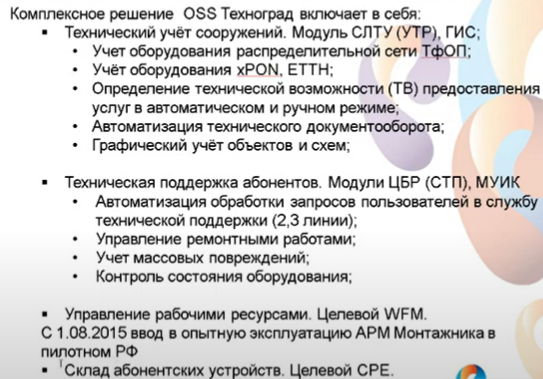 Комплексное решение OSS Техноград включает в себя:
▪ Технический учёт сооружений. Модуль СЛТУ (УТР), ГИС;
• Учет оборудования распределительной сети ТфОП;
• Учёт оборудования xPON, ETTH;
• Определение технической возможности (ТВ) предоставления
услуг в автоматическом и ручном режиме;
• Автоматизация технического документооборота;
• Графический учёт объектов и схем;
▪ Техническая поддержка абонентов. Модули ЦБР (СТП), МУИК
• Автоматизация обработки запросов пользователей в службу
технической поддержки (2,3 линии);
• Управление ремонтными работами;
• Учет массовых повреждений;
• Контроль состояния оборудования;
▪ Управление рабочими ресурсами. Целевой WFM.
С 1.08.2015 ввод в опытную эксплуатацию АРМ Монтажника в
пилотном РФ
▪ Склад абонентских устройств. Целевой CPE.